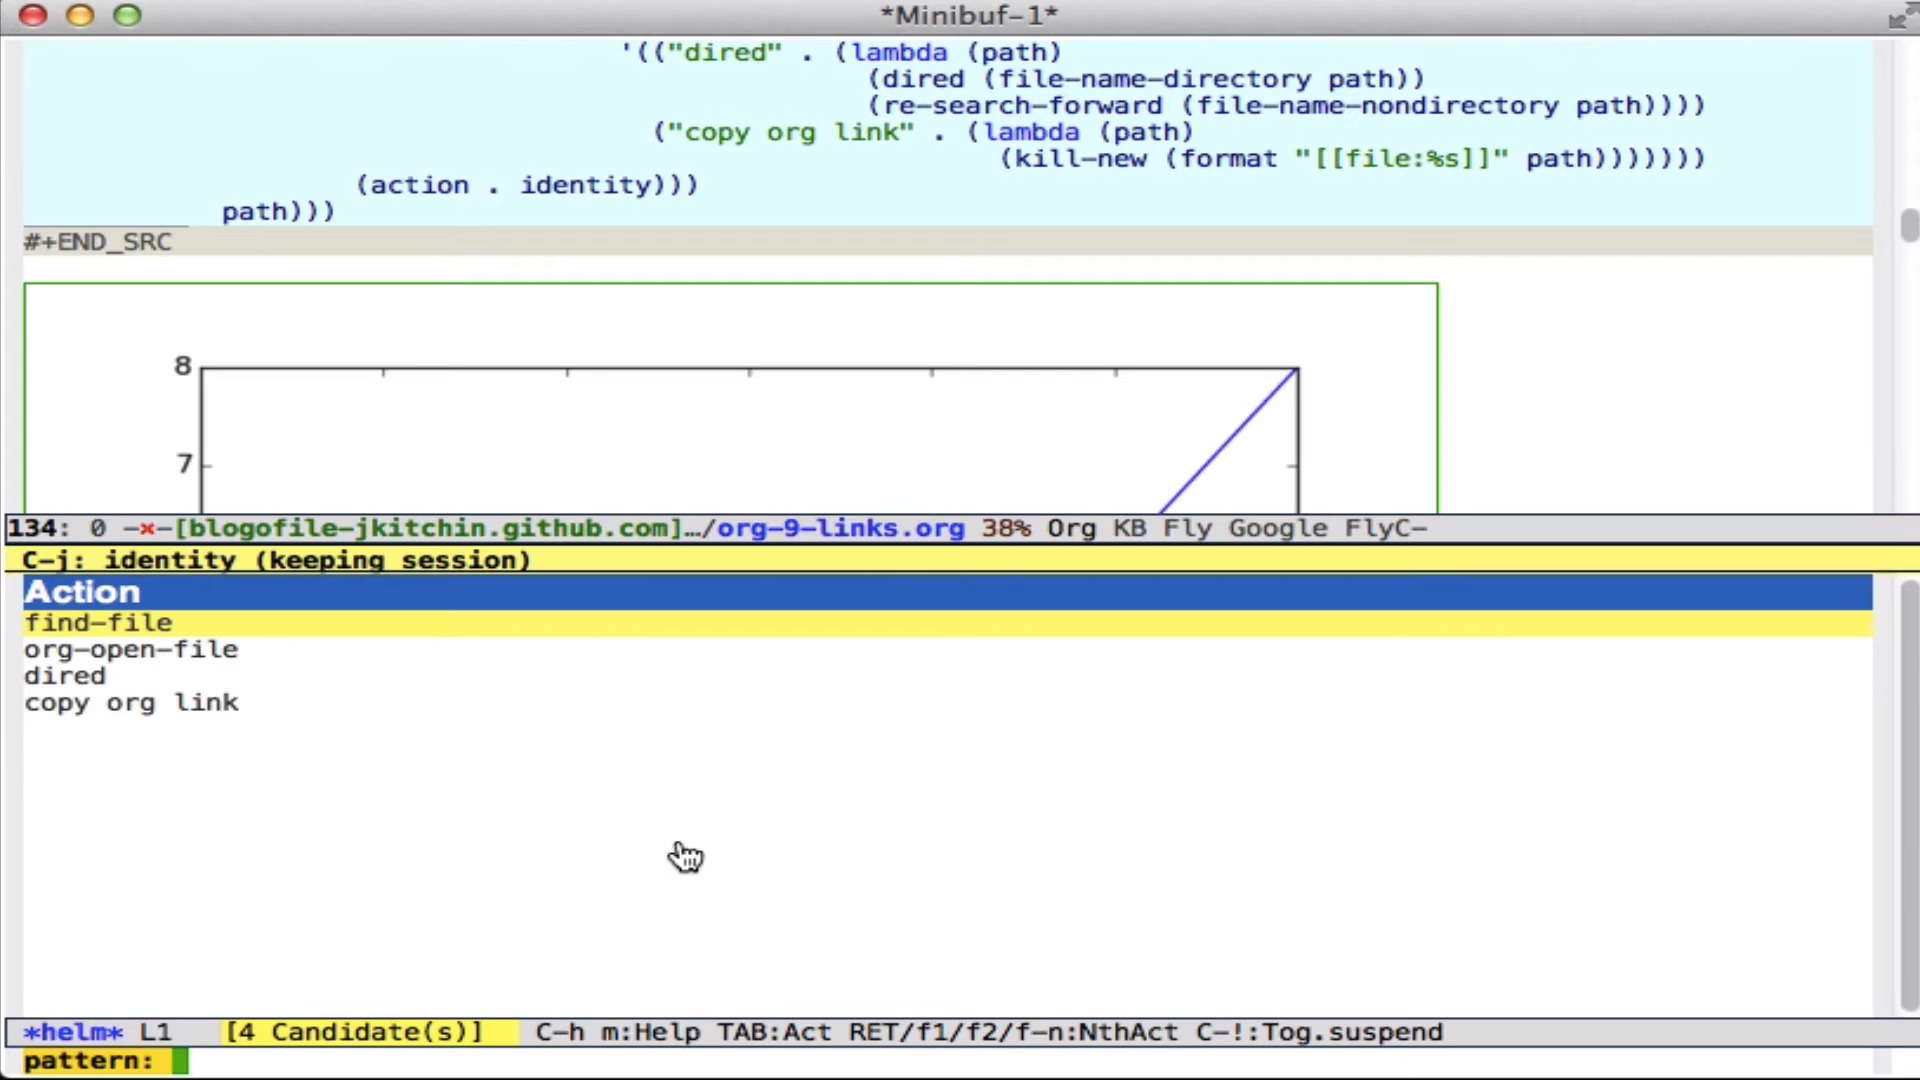 *Minibuf-1*
'(("dired" . (lambda (path)
(dired (file-name-directory path))
(re-search-forward (file-name-nondirectory path))))
("copy org link" . (lambda (path)
(kill-new (format "[[file:%s]]" path)))))))
(action . identity)))
path)))
#+END_SRC
8
7
134: 0 -×-[blogofile-jkitchin.github.com]…/org-9-links.org 38% Org KB Fly Google FlyC-
C-j: identity (keeping session)
Action
find-file
org-open-file
dired
copy org link
*helm* L1 [4 Candidate(s)] C-h m:Help TAB:Act RET/f1/f2/f-n:NthAct C-!:Tog.suspend
pattern: